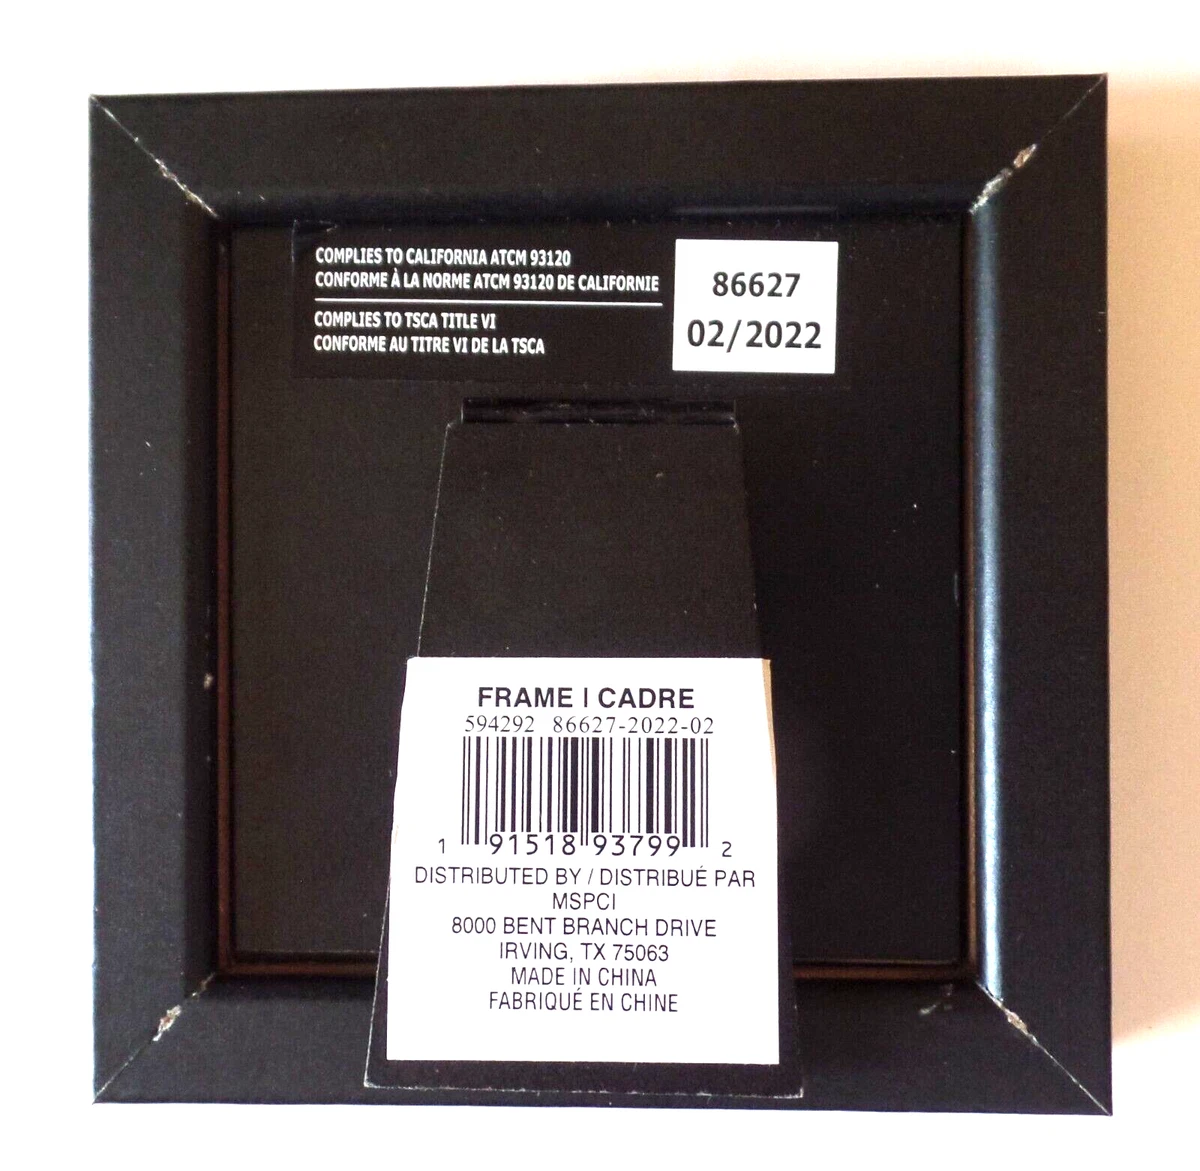 COMPLIES TO CALIFORNIA ATCM 93120
CONFORME À LA NORME ATCM 93120 DE CALIFORNIE
COMPLIES TO TSCA TITLE VI
CONFORME AU TITRE VI DE LA TSCA
86627
02/2022
FRAME | CADRE
594292 86627-2022-02
1 91518 93799 2
DISTRIBUTED BY / DISTRIBUÉ PAR
MSPCI
8000 BENT BRANCH DRIVE
IRVING, TX 75063
MADE IN CHINA
FABRIQUÉ EN CHINE